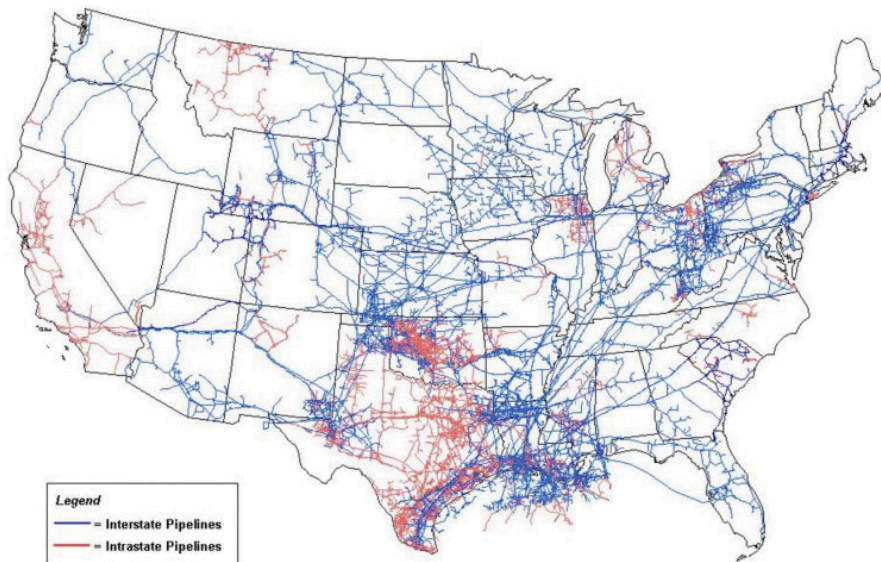 Legend
= Interstate Pipelines
= Intrastate Pipelines